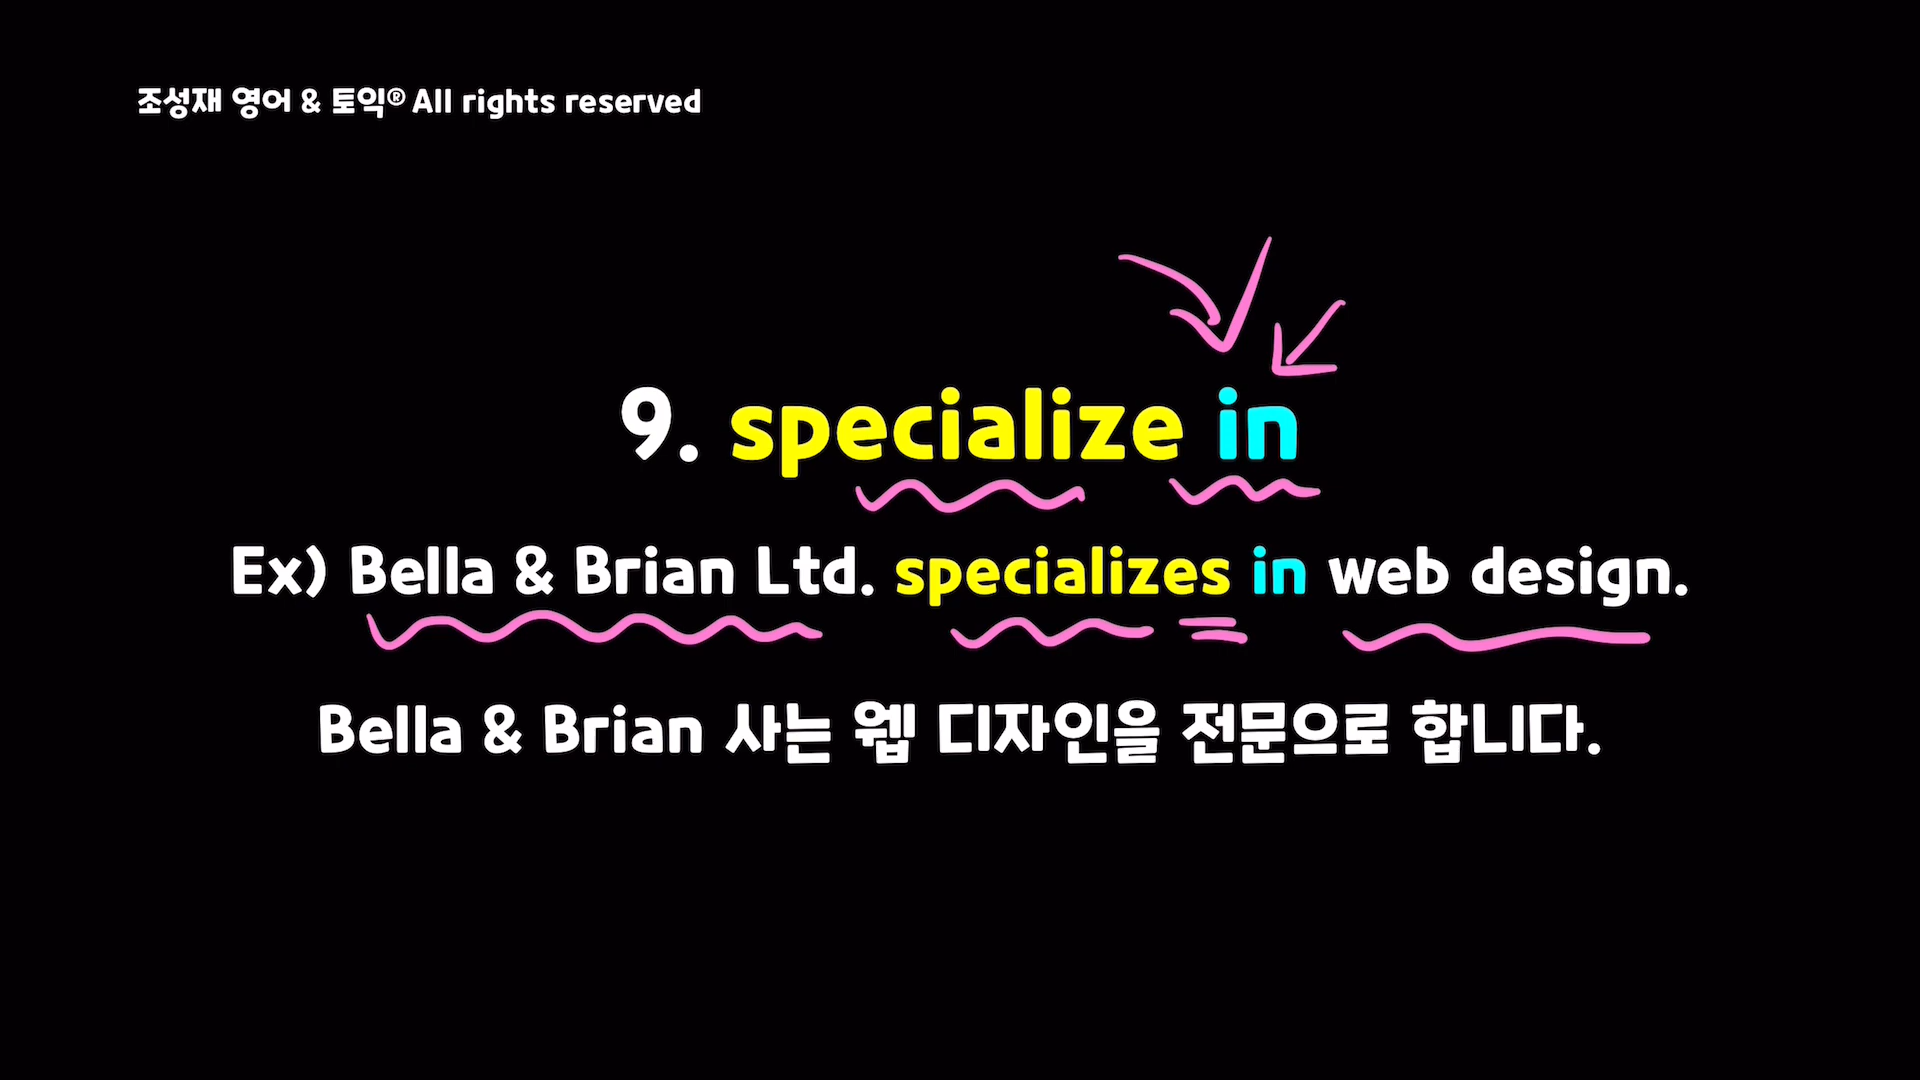 조성재 영어 & 토익® All rights reserved
9. specialize in
Ex) Bella & Brian Ltd. specializes in web design.
Bella & Brian 사는 웹 디자인을 전문으로 합니다.